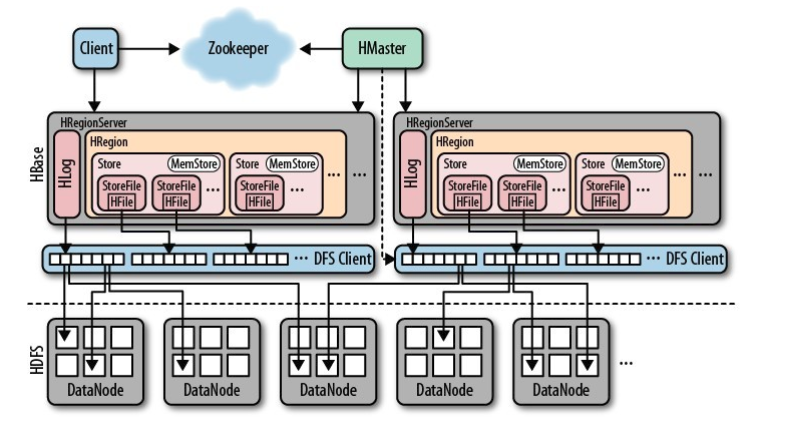 Client
Zookeeper
HMaster
HBase
HRegionServer
HLog
HRegion
Store
MemStore
StoreFile
HFile
StoreFile
HFile
...
Store
MemStore
StoreFile
HFile
...
...
...
HRegionServer
HLog
HRegion
Store
MemStore
StoreFile
HFile
StoreFile
HFile
...
Store
MemStore
StoreFile
HFile
...
...
...
... DFS Client
... DFS Client
HDFS
DataNode
DataNode
DataNode
DataNode
DataNode
...